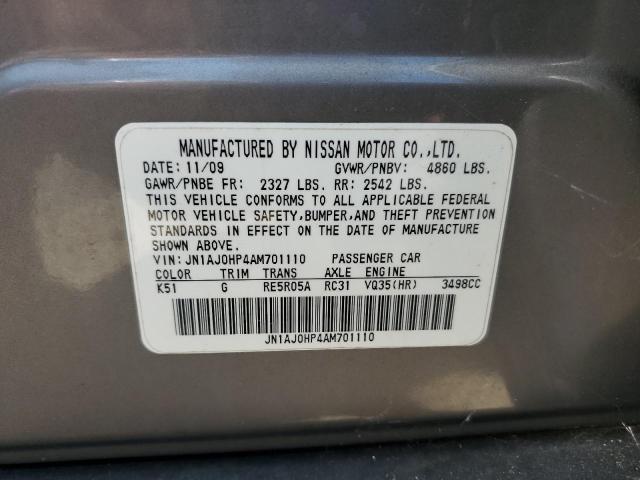 MANUFACTURED BY NISSAN MOTOR CO.,LTD.
DATE: 11/09 GVWR/PNBV: 4860 LBS.
GAWR/PNBE FR: 2327 LBS. RR: 2542 LBS.
THIS VEHICLE CONFORMS TO ALL APPLICABLE FEDERAL
MOTOR VEHICLE SAFETY, BUMPER, AND THEFT PREVENTION
STANDARDS IN EFFECT ON THE DATE OF MANUFACTURE
SHOWN ABOVE.
VIN: JN1AJ0HP4AM701110 PASSENGER CAR
COLOR TRIM TRANS AXLE ENGINE
K51 G RE5R05A RC31 VQ35(HR) 3498CC
JN1AJ0HP4AM701110